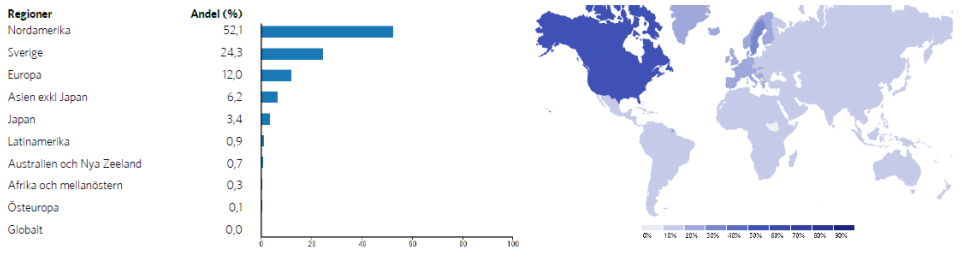 Regioner Andel (%)
Nordamerika 52,1
Sverige 24,3
Europa 12,0
Asien exkl Japan 6,2
Japan 3,4
Latinamerika 0,9
Australien och Nya Zeeland 0,7
Afrika och mellanöstern 0,3
Östeuropa 0,1
Globalt 0,0
0 20 40 60 80 100
0% 10% 20% 30% 40% 50% 60% 70% 80% 90%